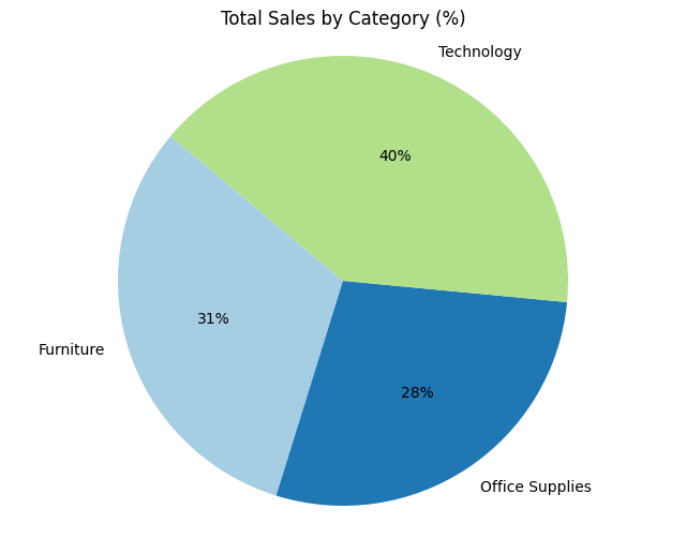 Total Sales by Category (%)
Technology
40%
31%
Furniture
28%
Office Supplies